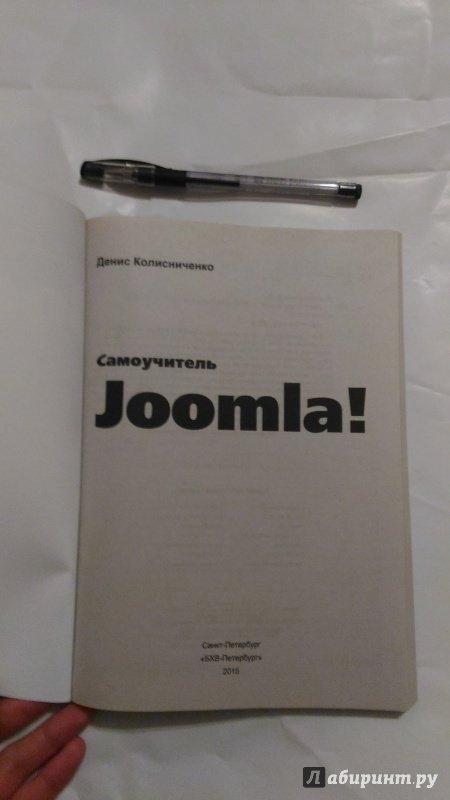 Денис Колисниченко
Самоучитель
Joomla!
Санкт-Петербург
«БХВ-Петербург»
2015
Лабиринт.ру